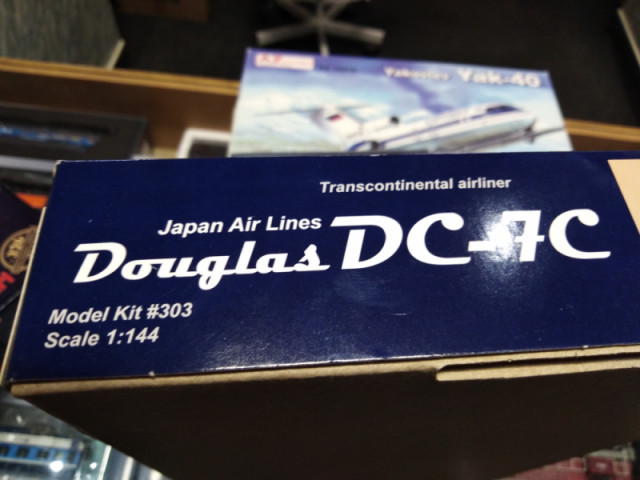 Yakovlev Yak-40
Transcontinental airliner
Japan Air Lines
Douglas DC-7C
Model Kit #303
Scale 1:144